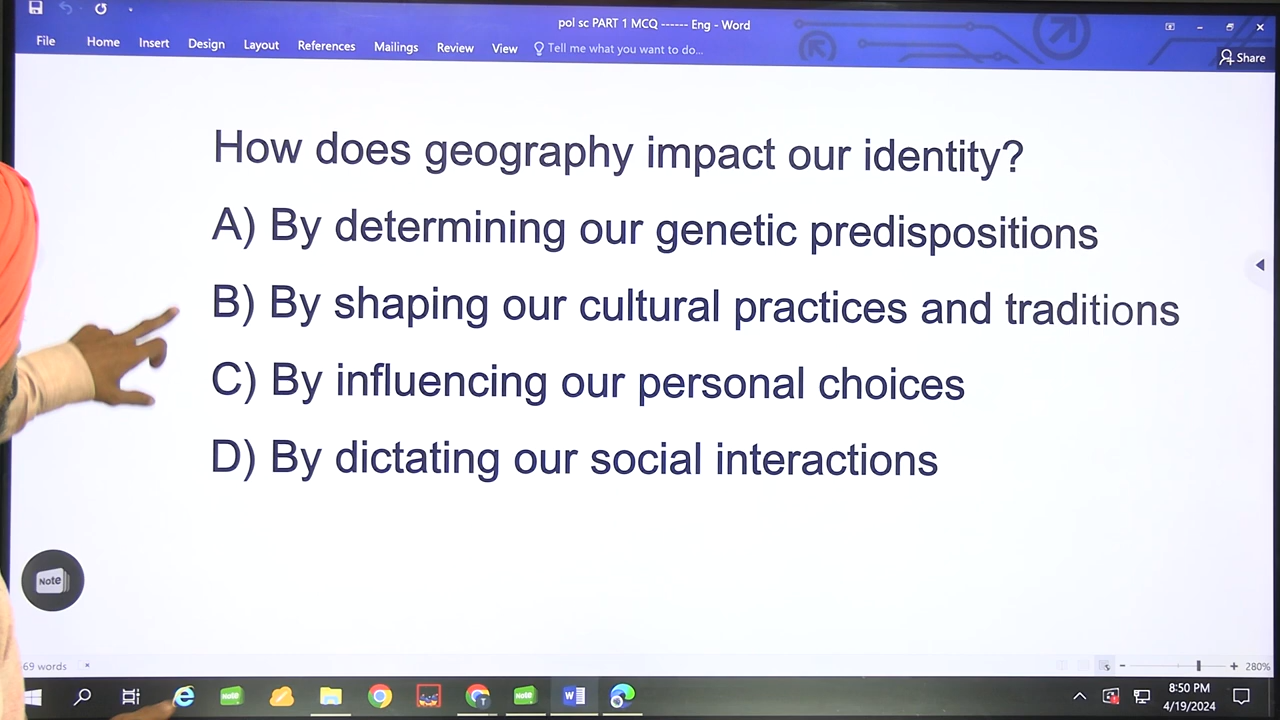 pol sc PART 1 MCQ ------ Eng - Word
File Home Insert Design Layout References Mailings Review View Tell me what you want to do...
Share
How does geography impact our identity?
A) By determining our genetic predispositions
B) By shaping our cultural practices and traditions
C) By influencing our personal choices
D) By dictating our social interactions
Note
69 words
280%
Note
T
Note
8:50 PM
4/19/2024